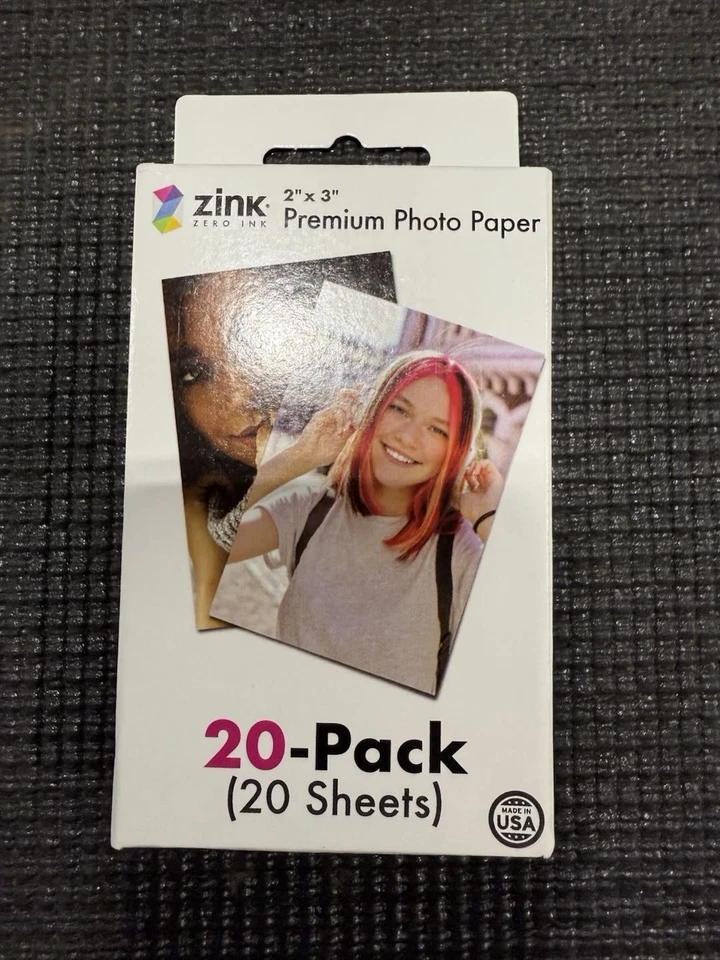 zink®
ZERO INK
2" x 3"
Premium Photo Paper
20-Pack
(20 Sheets)
MADE IN
USA